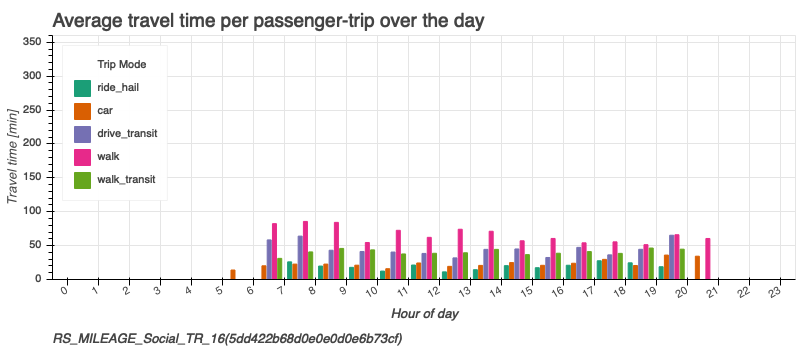 Average travel time per passenger-trip over the day
350
300
250
200
150
100
50
0
Travel time [min]
Trip Mode
ride_hail
car
drive_transit
walk
walk_transit
0 1 2 3 4 5 6 7 8 9 10 11 12 13 14 15 16 17 18 19 20 21 22 23
Hour of day
RS_MILEAGE_Social_TR_16(5dd422b68d0e0e0d0e6b73cf)